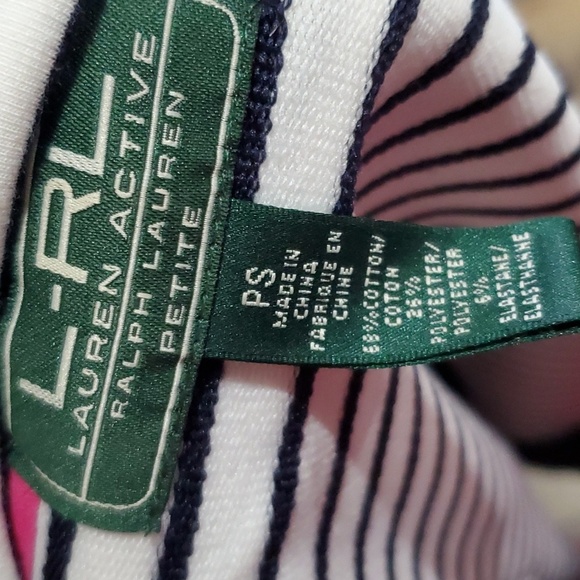 L-RL
LAUREN ACTIVE
RALPH LAUREN
PETITE
PS
MADE IN
CHINA
FABRIQUE EN
CHINE
68% COTTON/
COTON
26%
POLYESTER/
POLYESTER
6%
ELASTANE/
ELASTHANNE